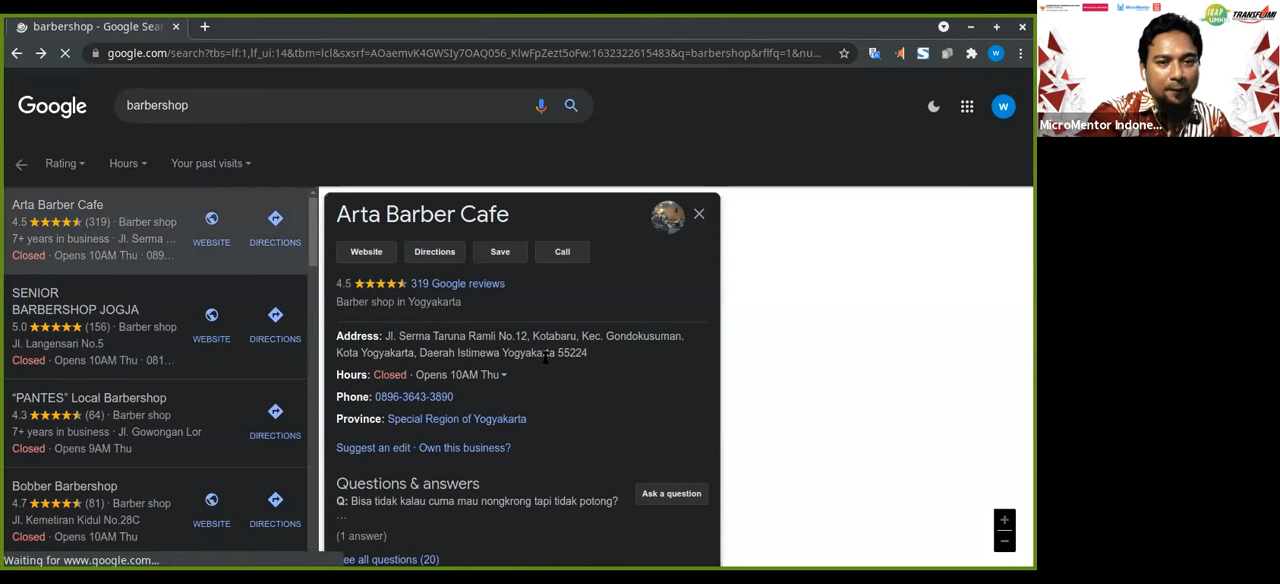 barbershop - Google Sear
google.com/search?tbs=lf:1,lf_ui:14&tbm=lcl&sxsrf=AOaemvK4GWSIy7OAQ056_KlwFpZezt5oFw:1632322615483&q=barbershop&rflfq=1&nu...
W
Google
barbershop
W
Rating
Hours
Your past visits
Arta Barber Cafe
4.5 (319) · Barber shop
7+ years in business · Jl. Serma ...
Closed · Opens 10AM Thu · 089...
WEBSITE
DIRECTIONS
SENIOR
BARBERSHOP JOGJA
5.0 (156) · Barber shop
Jl. Langensari No.5
Closed · Opens 10AM Thu · 081...
WEBSITE
DIRECTIONS
“PANTES” Local Barbershop
4.3 (64) · Barber shop
7+ years in business · Jl. Gowongan Lor
Closed · Opens 9AM Thu
DIRECTIONS
Bobber Barbershop
4.7 (81) · Barber shop
Jl. Kemetiran Kidul No.28C
Closed · Opens 10AM Thu
WEBSITE
DIRECTIONS
Waiting for www.google.com...
Arta Barber Cafe
Website
Directions
Save
Call
4.5 319 Google reviews
Barber shop in Yogyakarta
Address: Jl. Serma Taruna Ramli No.12, Kotabaru, Kec. Gondokusuman,
Kota Yogyakarta, Daerah Istimewa Yogyakarta 55224
Hours: Closed · Opens 10AM Thu
Phone: 0896-3643-3890
Province: Special Region of Yogyakarta
Suggest an edit · Own this business?
Questions & answers
Ask a question
Q: Bisa tidak kalau cuma mau nongkrong tapi tidak potong?
...
(1 answer)
ee all questions (20)
MicroMentor
TRANSFUMI
MicroMentor Indone...